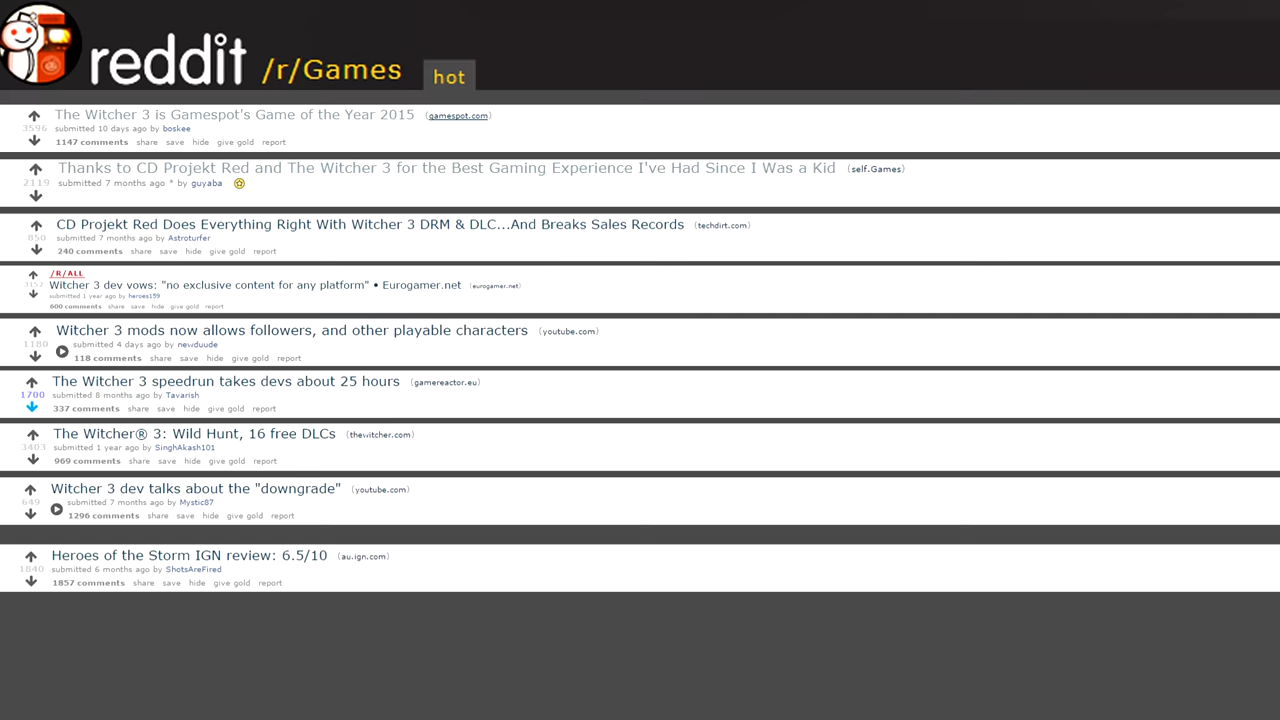 reddit /r/Games hot
The Witcher 3 is Gamespot's Game of the Year 2015 (gamespot.com)
3596 submitted 10 days ago by boskee
1147 comments share save hide give gold report
Thanks to CD Projekt Red and The Witcher 3 for the Best Gaming Experience I've Had Since I Was a Kid (self.Games)
2119 submitted 7 months ago * by guyaba
CD Projekt Red Does Everything Right With Witcher 3 DRM & DLC...And Breaks Sales Records (techdirt.com)
850 submitted 7 months ago by Astroturfer
240 comments share save hide give gold report
/R/ALL
Witcher 3 dev vows: "no exclusive content for any platform" • Eurogamer.net (eurogamer.net)
submitted 1 year ago by heroes159
600 comments share save hide give gold report
Witcher 3 mods now allows followers, and other playable characters (youtube.com)
1180 submitted 4 days ago by newduude
118 comments share save hide give gold report
The Witcher 3 speedrun takes devs about 25 hours (gamereactor.eu)
1700 submitted 8 months ago by Tavarish
337 comments share save hide give gold report
The Witcher® 3: Wild Hunt, 16 free DLCs (thewitcher.com)
3403 submitted 1 year ago by SinghAkash101
969 comments share save hide give gold report
Witcher 3 dev talks about the "downgrade" (youtube.com)
649 submitted 7 months ago by Mystic87
1296 comments share save hide give gold report
Heroes of the Storm IGN review: 6.5/10 (au.ign.com)
1840 submitted 6 months ago by ShotsAreFired
1857 comments share save hide give gold report